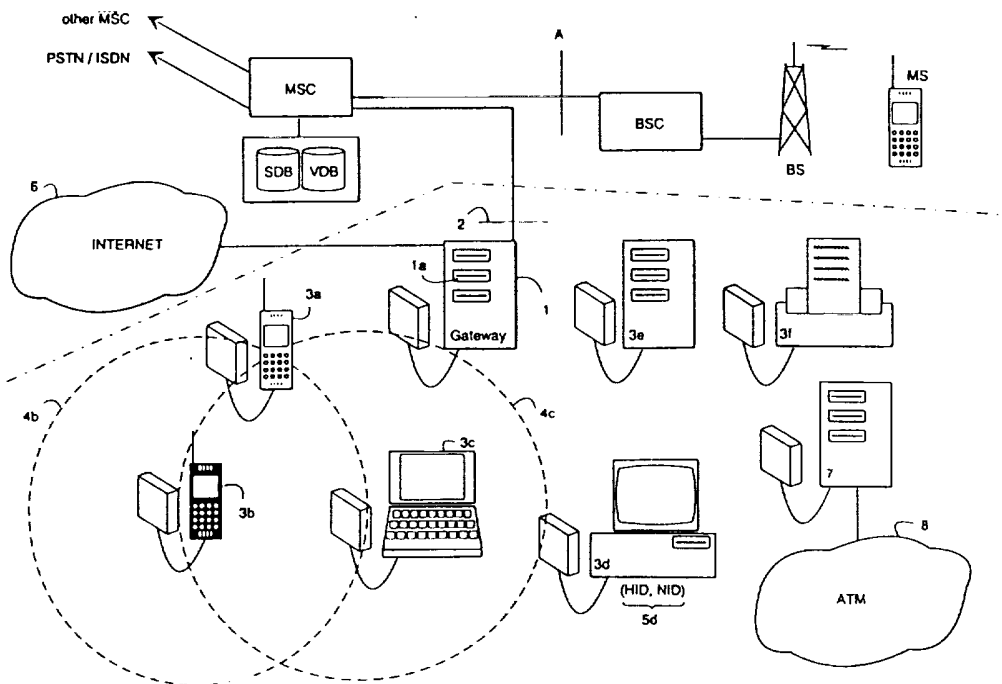 other MSC
PSTN / ISDN
A
MSC
MS
BSC
BS
SDB
VDB
6
2
INTERNET
1a
3a
1
Gateway
3e
3f
4b
4c
3c
7
3b
8
3d
(HID, NID)
5d
ATM